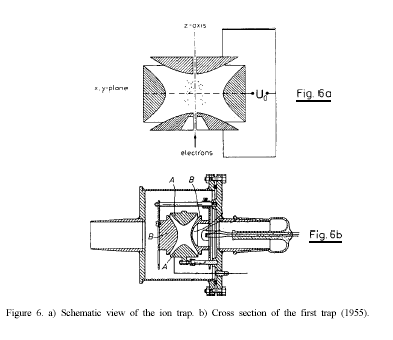 z-axis
x, y-plane
U0
Fig. 6a
electrons
A B
B
A
Fig. 6b
Figure 6. a) Schematic view of the ion trap. b) Cross section of the first trap (1955).